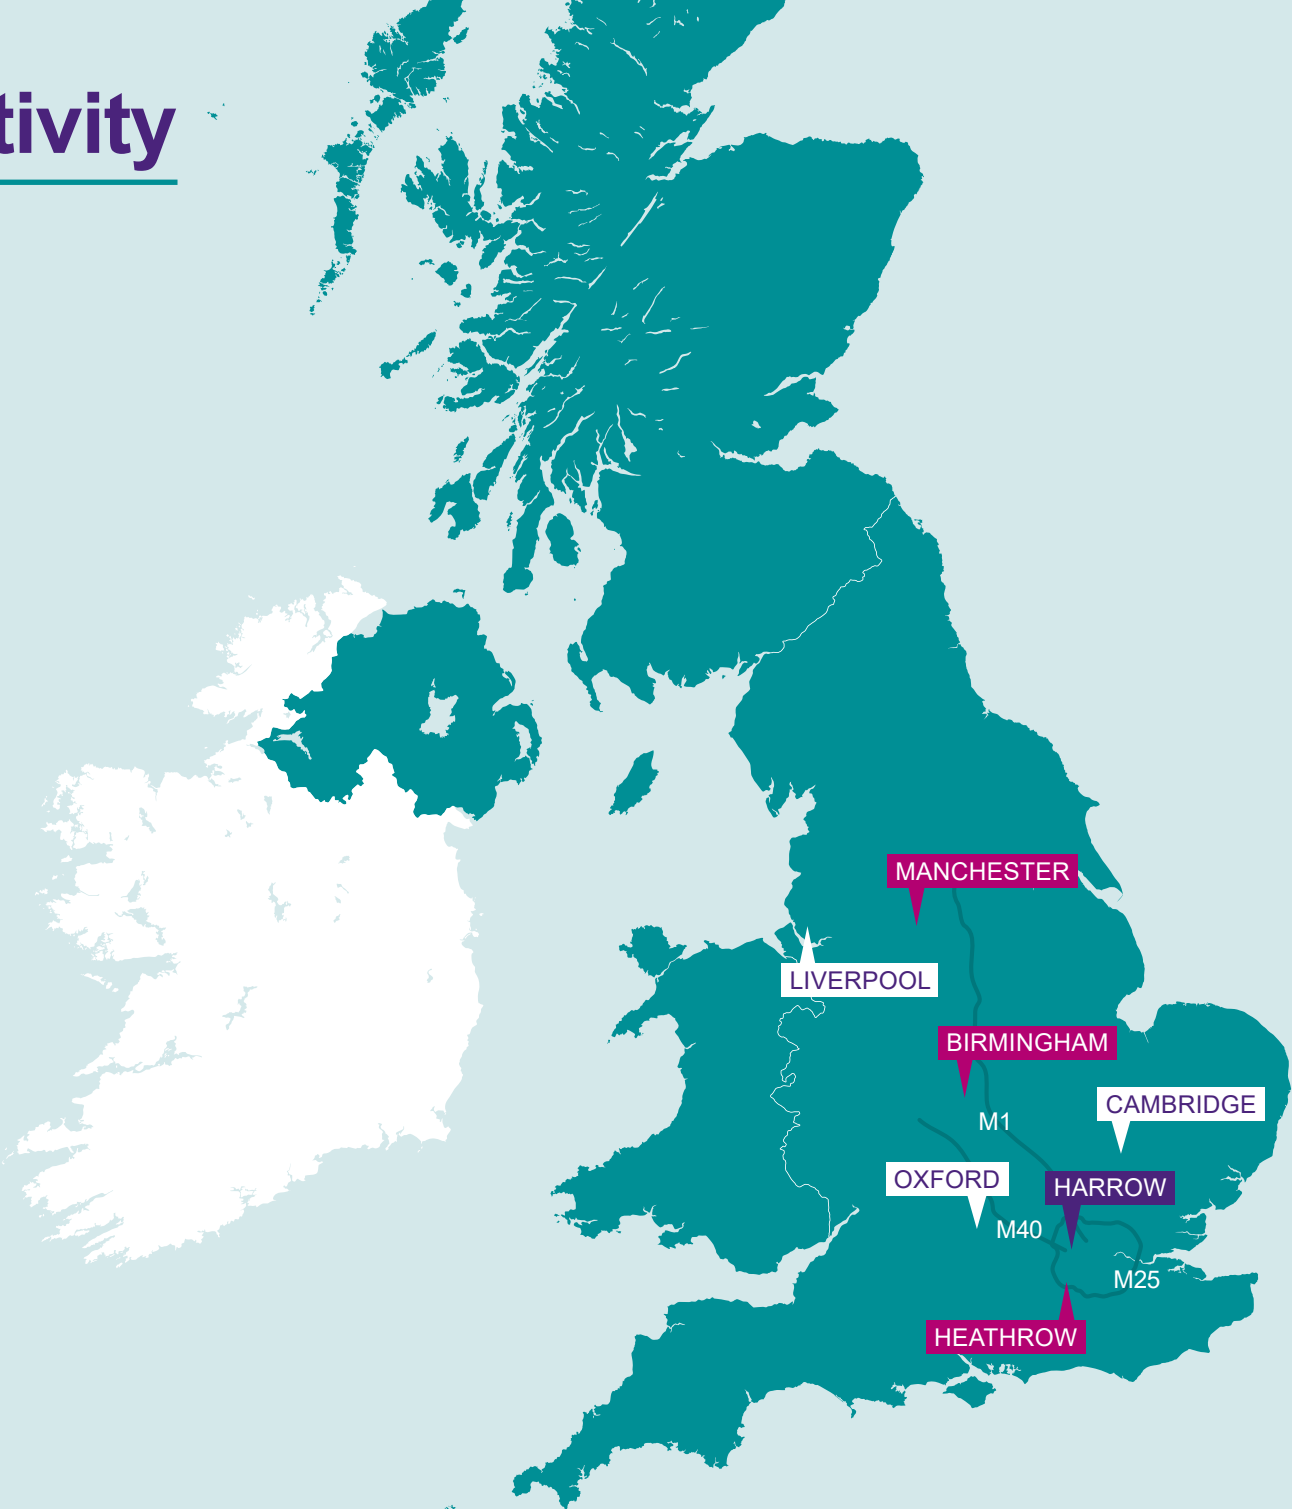 tivity
MANCHESTER
LIVERPOOL
BIRMINGHAM
CAMBRIDGE
M1
OXFORD
HARROW
M40
M25
HEATHROW